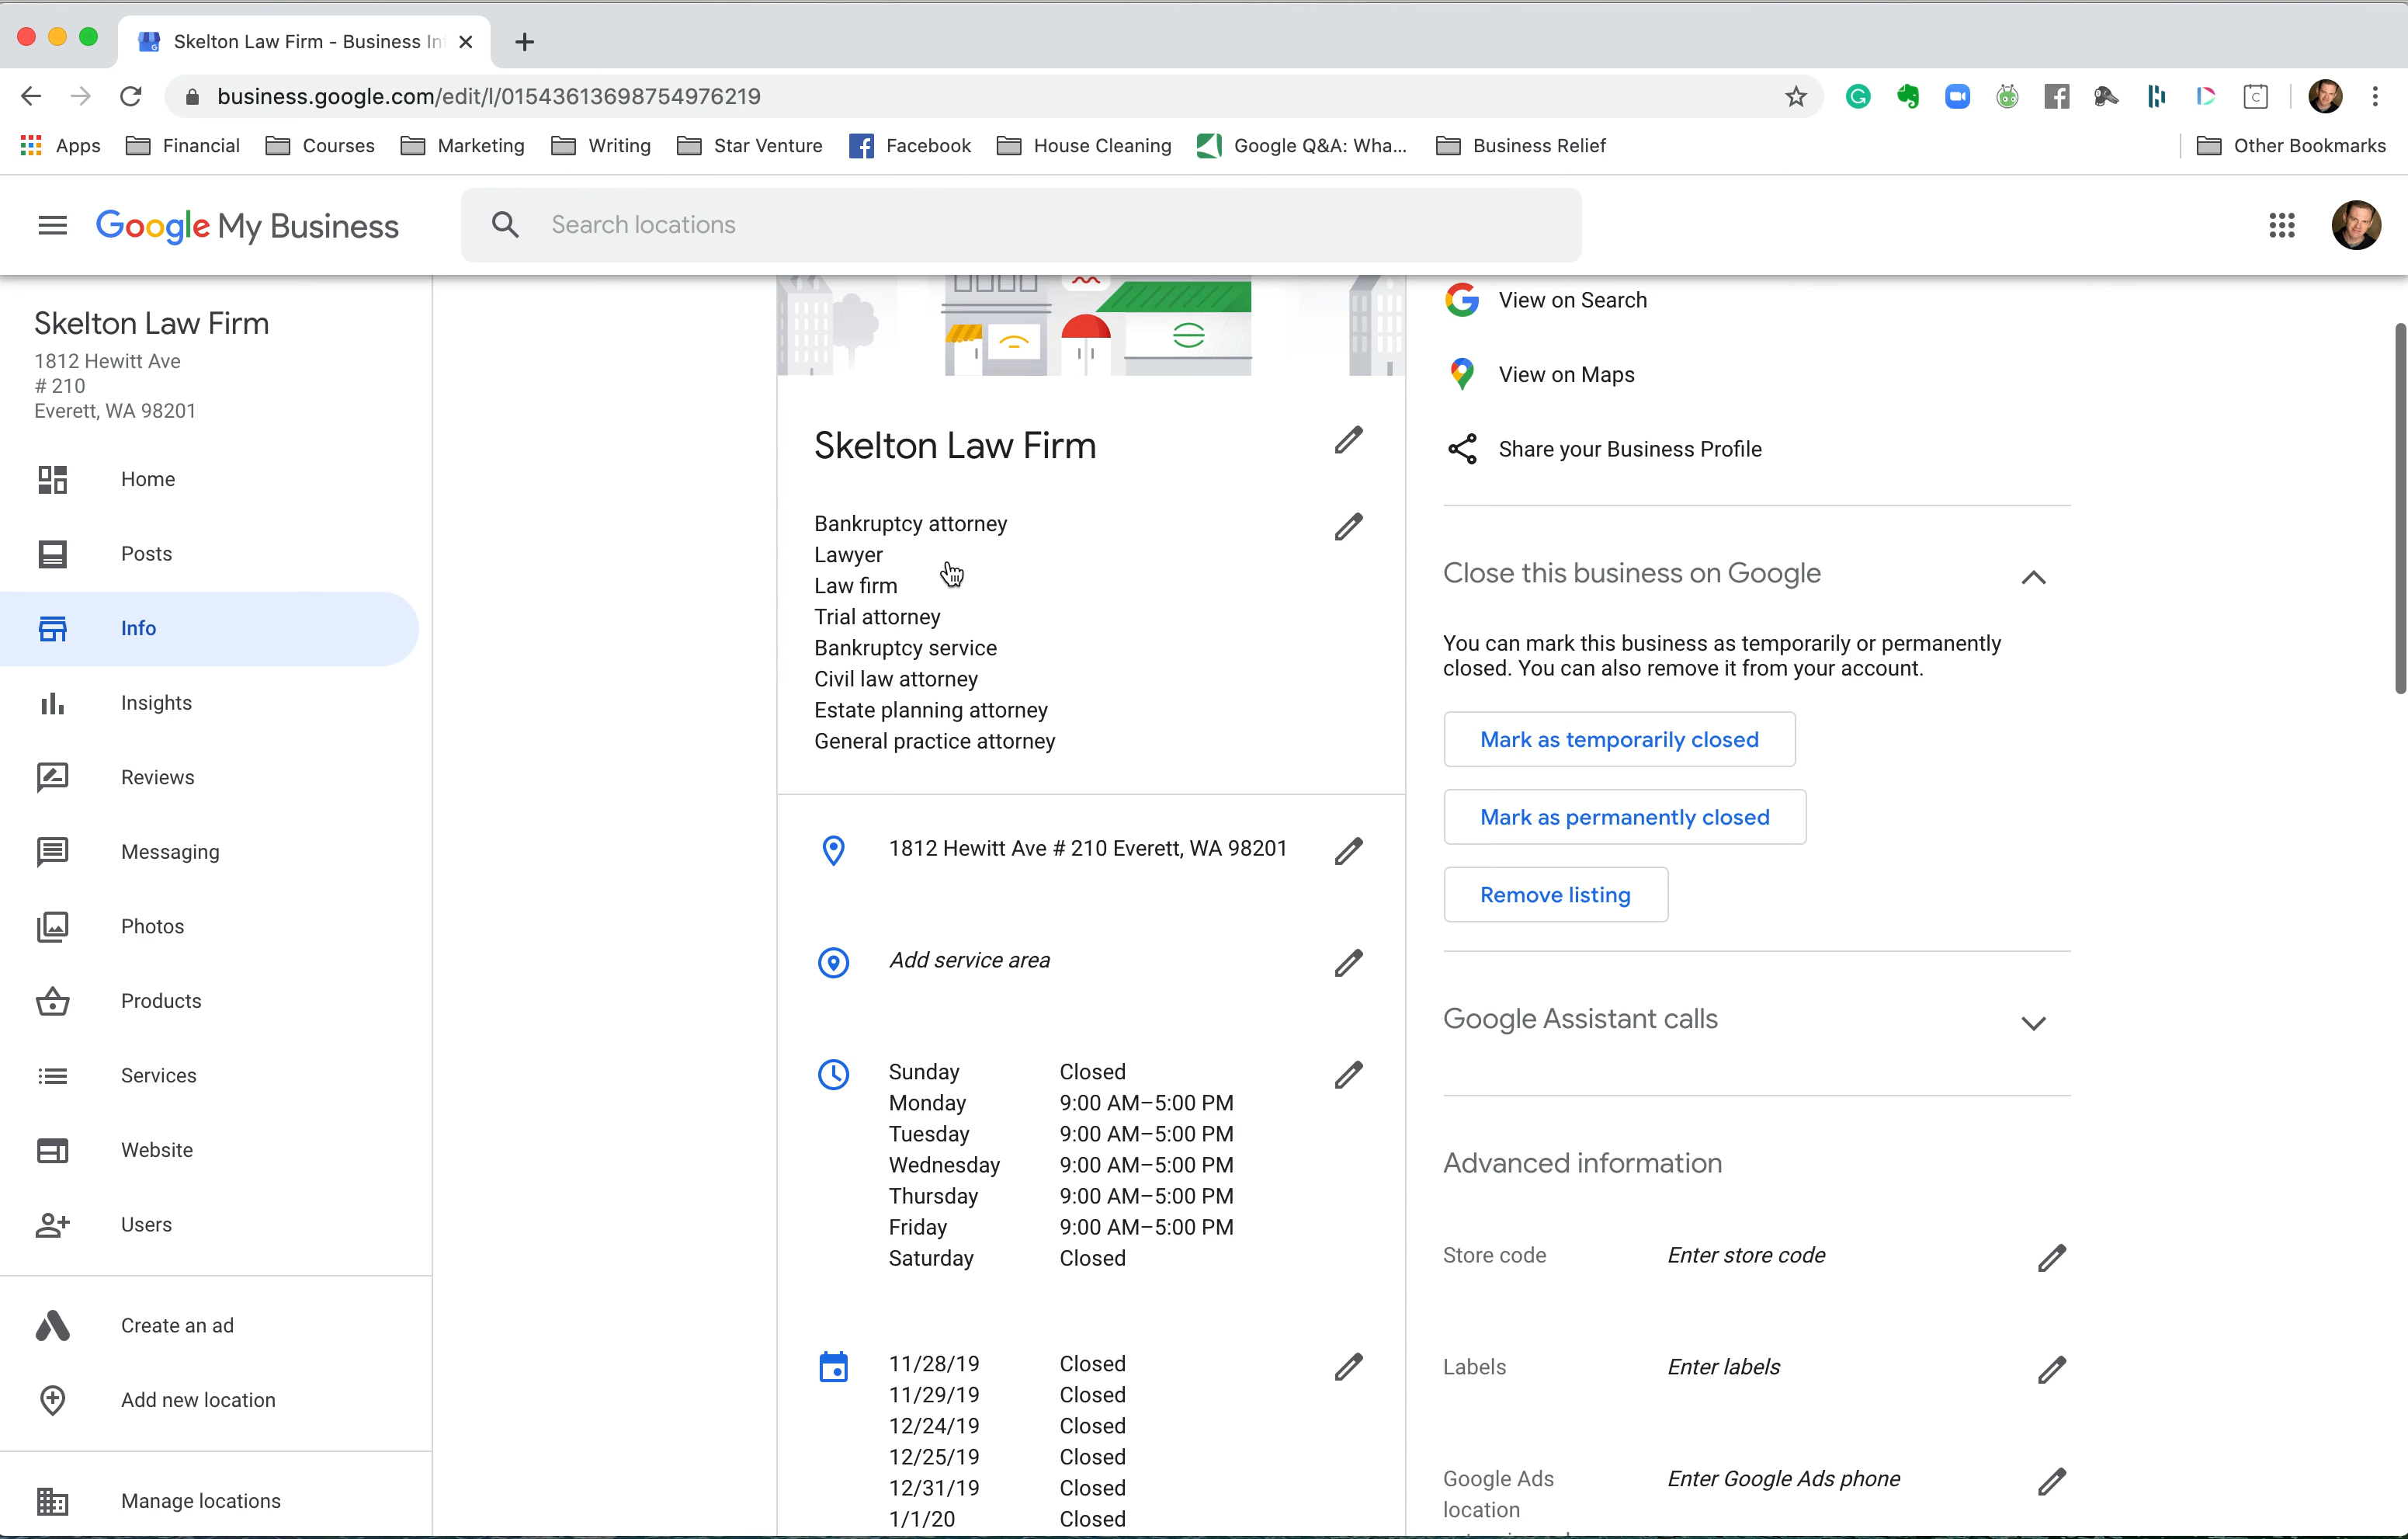 Skelton Law Firm - Business In
business.google.com/edit/l/01543613698754976219
Apps
Financial
Courses
Marketing
Writing
Star Venture
Facebook
House Cleaning
Google Q&A: Wha...
Business Relief
Other Bookmarks
Google My Business
Search locations
Skelton Law Firm
1812 Hewitt Ave
# 210
Everett, WA 98201
Home
Posts
Info
Insights
Reviews
Messaging
Photos
Products
Services
Website
Users
Create an ad
Add new location
Manage locations
Skelton Law Firm
Bankruptcy attorney
Lawyer
Law firm
Trial attorney
Bankruptcy service
Civil law attorney
Estate planning attorney
General practice attorney
1812 Hewitt Ave # 210 Everett, WA 98201
Add service area
Sunday Closed
Monday 9:00 AM–5:00 PM
Tuesday 9:00 AM–5:00 PM
Wednesday 9:00 AM–5:00 PM
Thursday 9:00 AM–5:00 PM
Friday 9:00 AM–5:00 PM
Saturday Closed
11/28/19 Closed
11/29/19 Closed
12/24/19 Closed
12/25/19 Closed
12/31/19 Closed
1/1/20 Closed
View on Search
View on Maps
Share your Business Profile
Close this business on Google
You can mark this business as temporarily or permanently
closed. You can also remove it from your account.
Mark as temporarily closed
Mark as permanently closed
Remove listing
Google Assistant calls
Advanced information
Store code Enter store code
Labels Enter labels
Google Ads Enter Google Ads phone
location